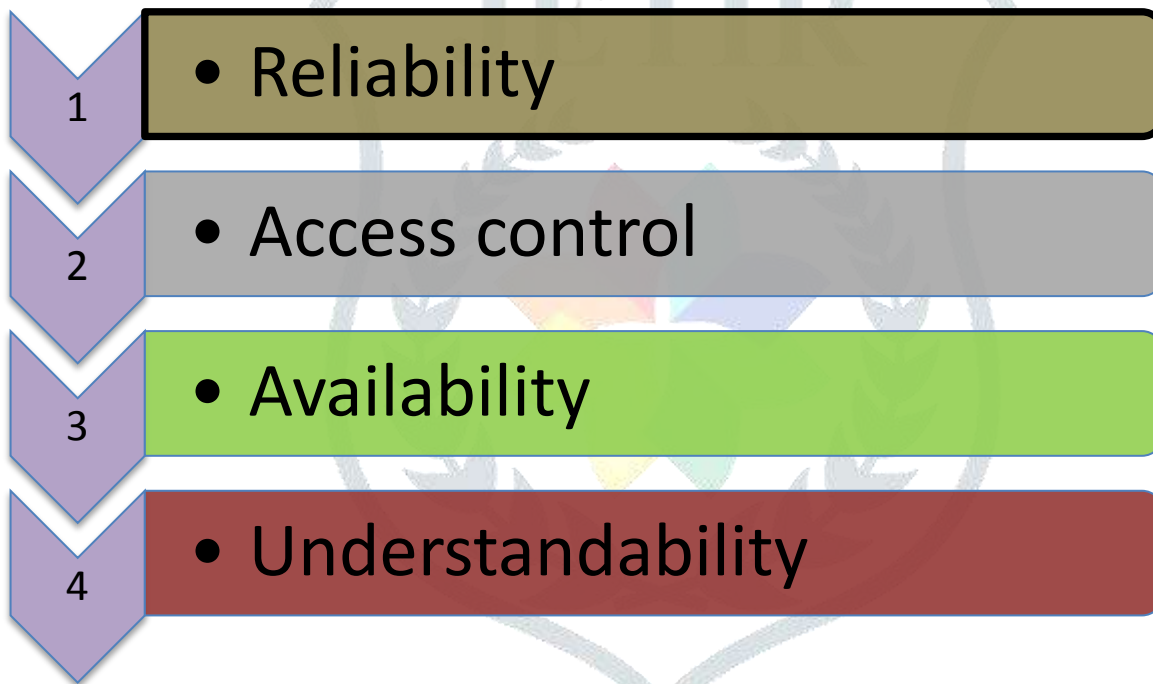 1
• Reliability
2
• Access control
3
• Availability
4
• Understandability